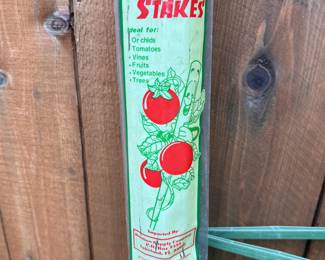 STAKES
Ideal for:
• Orchids
• Tomatoes
• Vines
• Fruits
• Vegetables
• Trees
Imported By